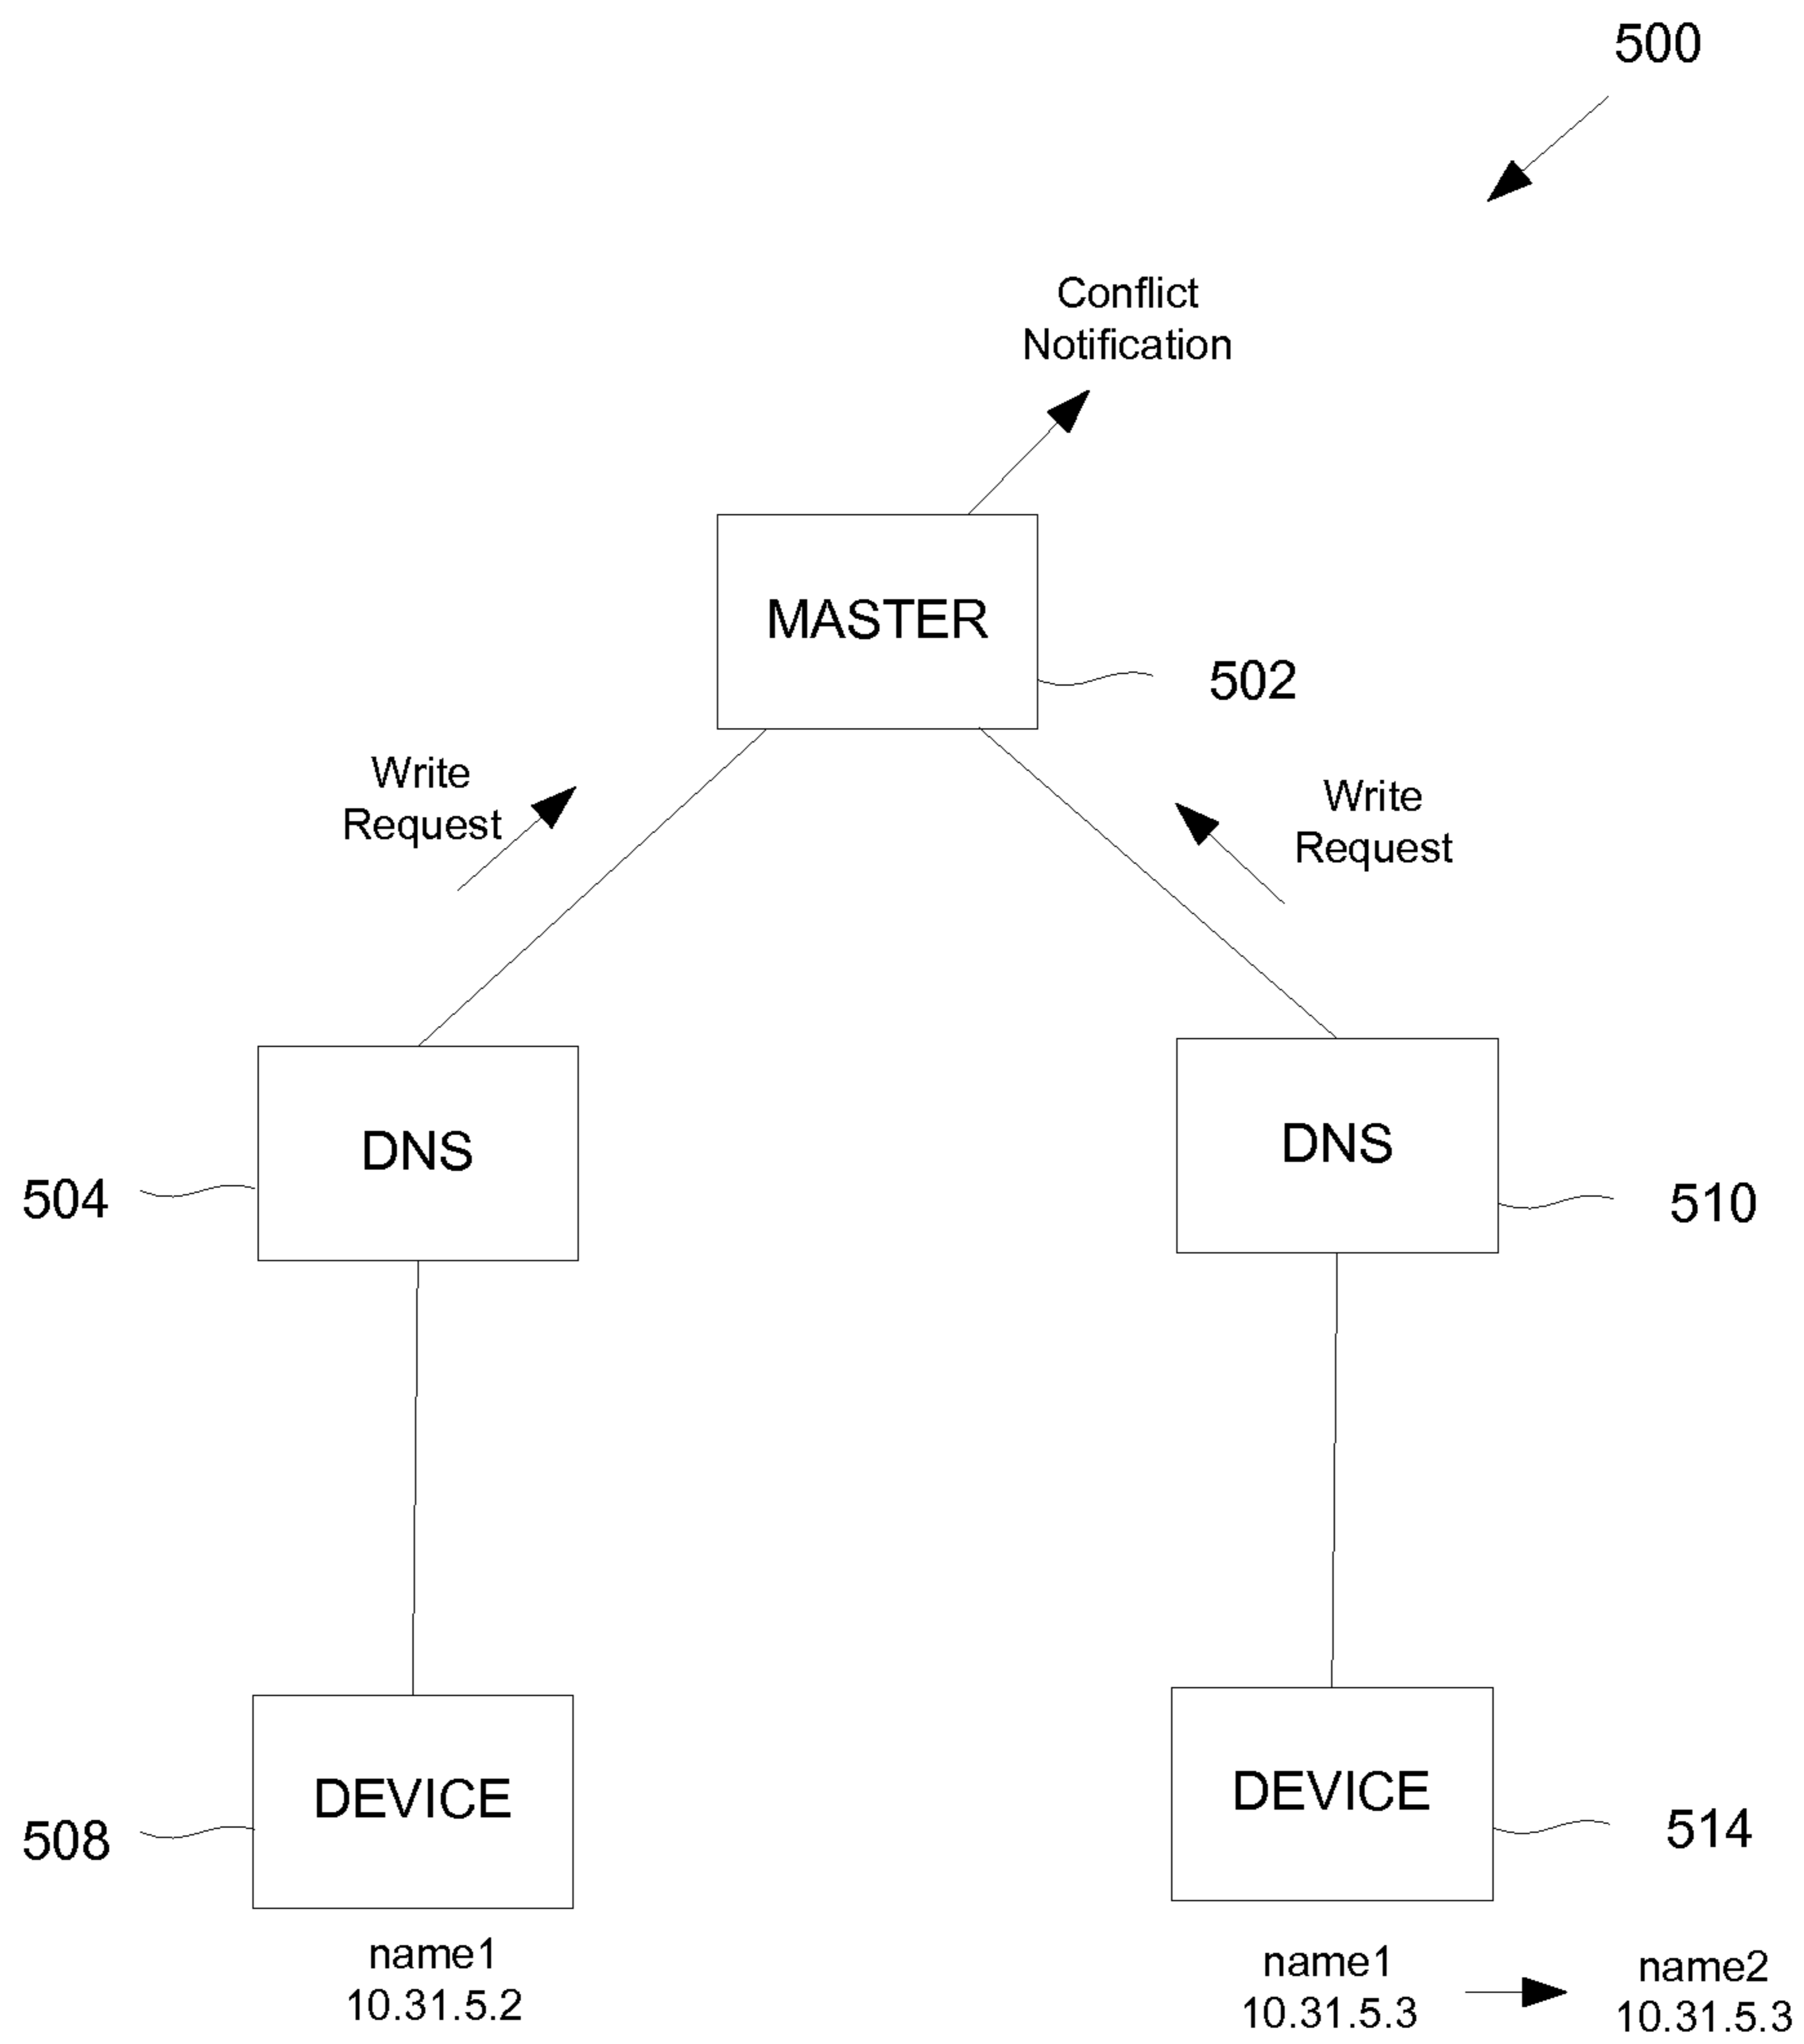 500
Conflict
Notification
MASTER
502
Write
Request
Write
Request
DNS
504
DNS
510
DEVICE
508
DEVICE
514
name1
10.31.5.2
name1
10.31.5.3
name2
10.31.5.3